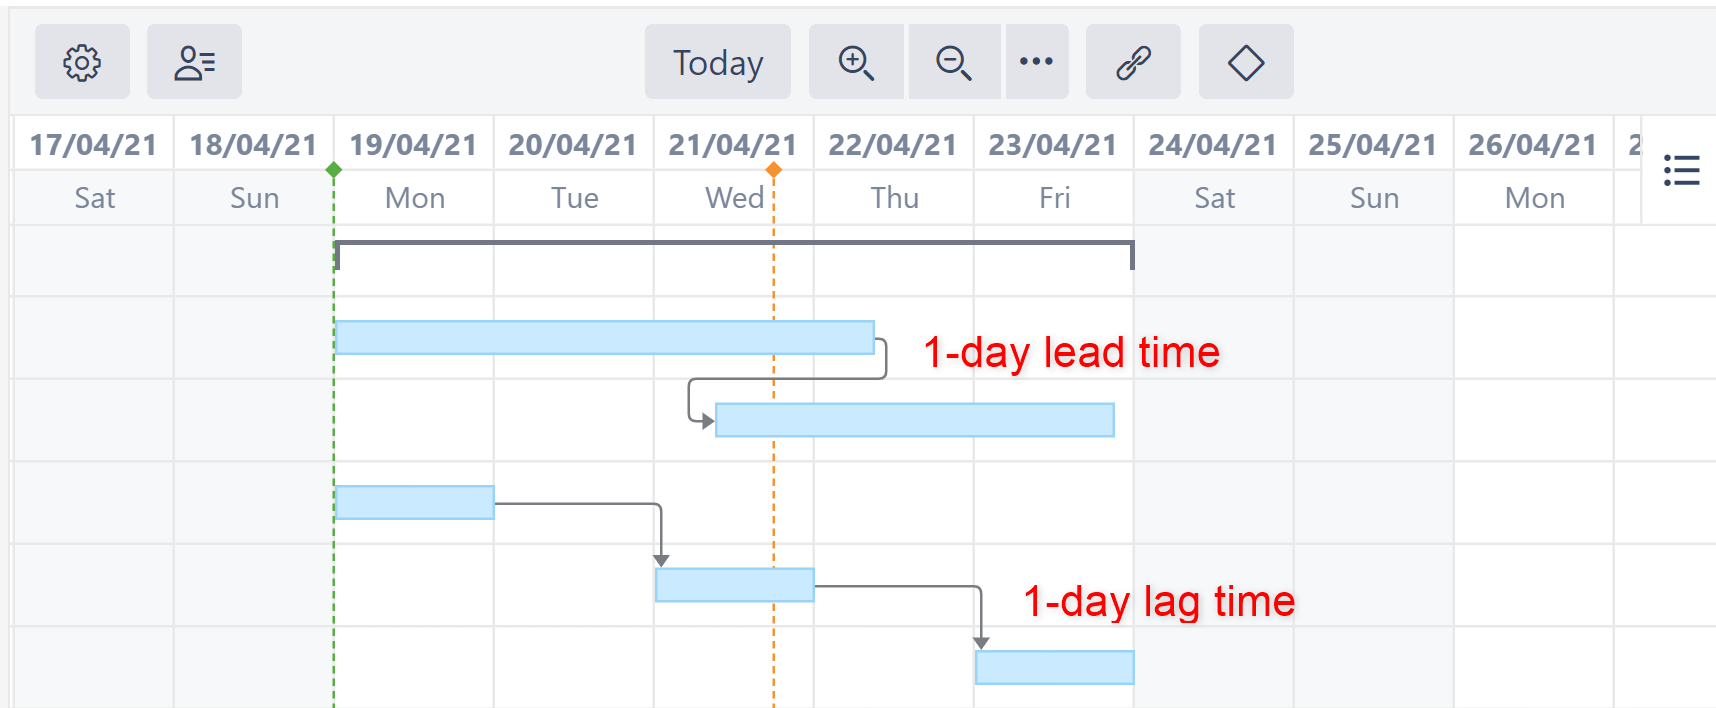 Today
17/04/21 18/04/21 19/04/21 20/04/21 21/04/21 22/04/21 23/04/21 24/04/21 25/04/21 26/04/21 2
Sat Sun Mon Tue Wed Thu Fri Sat Sun Mon
1-day lead time
1-day lag time